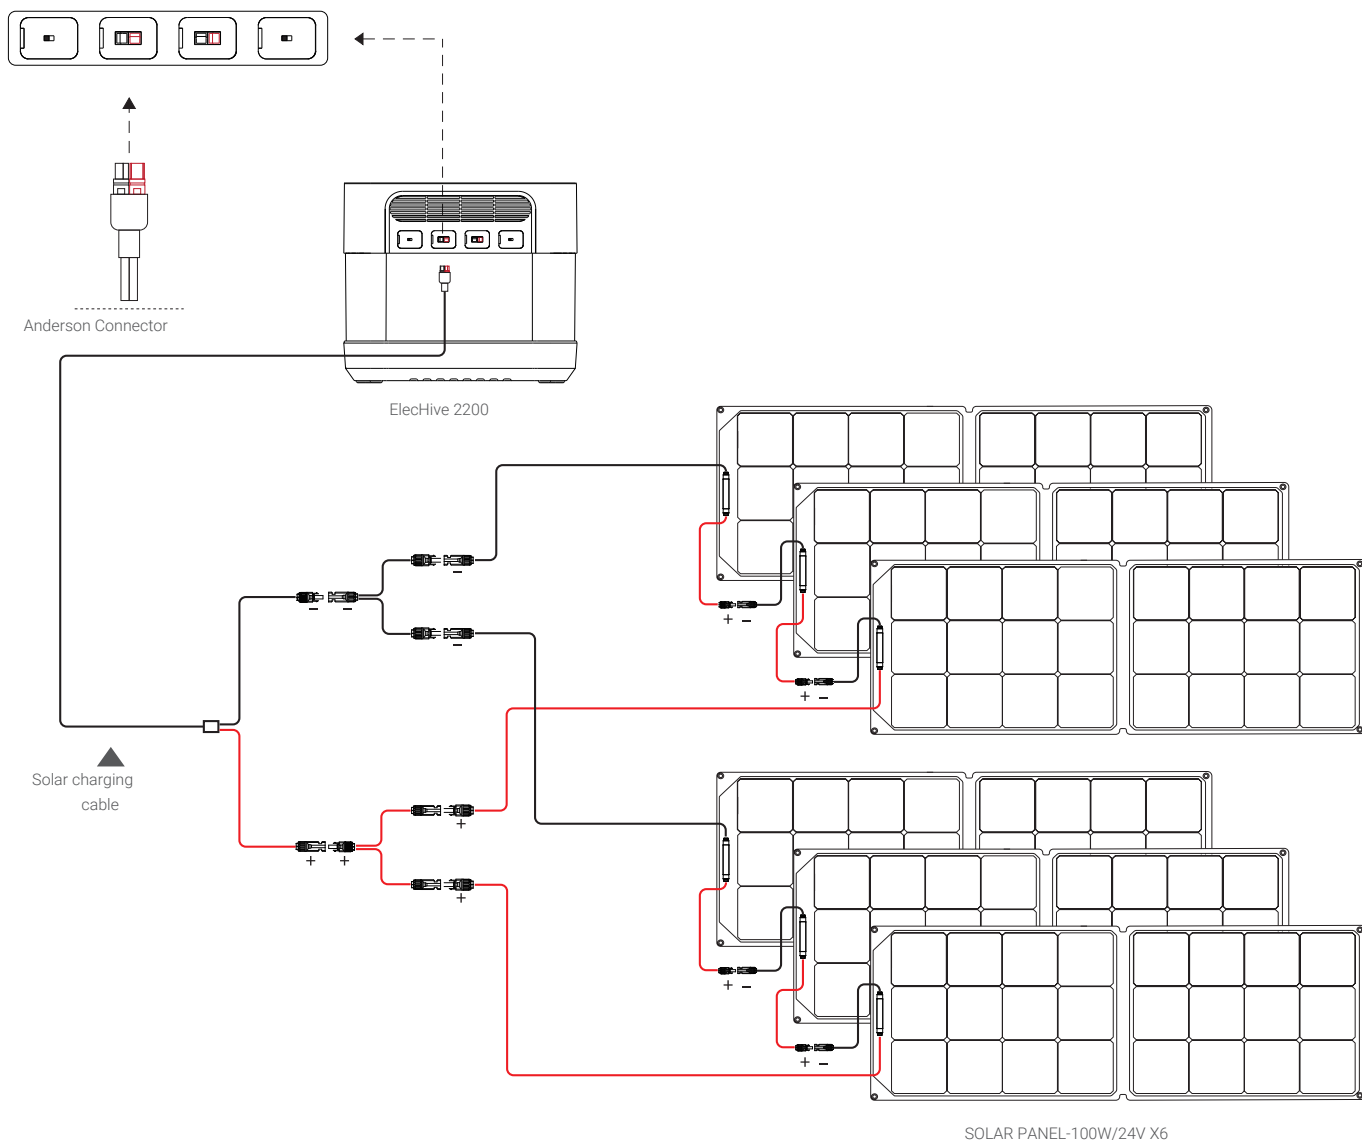 Anderson Connector
ElecHive 2200
−
− −
−
+ −
+ −
Solar charging
cable
+
+ +
+
+ −
+ −
SOLAR PANEL-100W/24V X6